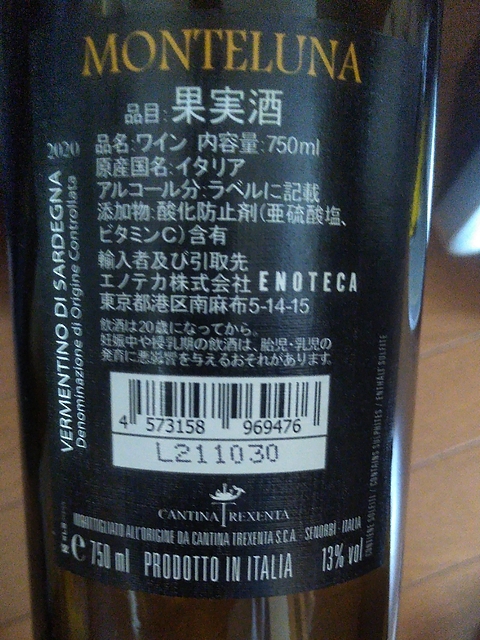 MONTELUNA
品目:果実酒
2020
品名:ワイン 内容量:750ml
原産国名:イタリア
アルコール分:ラベルに記載
添加物:酸化防止剤(亜硫酸塩、
ビタミンC)含有
輸入者及び引取先
エノテカ株式会社 ENOTECA
東京都港区南麻布5-14-15
飲酒は20歳になってから。
妊娠中や授乳期の飲酒は、胎児・乳児の
発育に悪影響を与えるおそれがあります。
VERMENTINO DI SARDEGNA
Denominazione di Origine Controllata
4 573158 969476
L211030
CANTINA TREXENTA
IMBOTTIGLIATO ALL'ORIGINE DA CANTINA TREXENTA S.C.A. - SENORBÌ - ITALIA
e 750 ml PRODOTTO IN ITALIA 13% vol
CONTIENE SOLFITI / CONTAINS SULPHITES / ENTHÄLT SULFITE